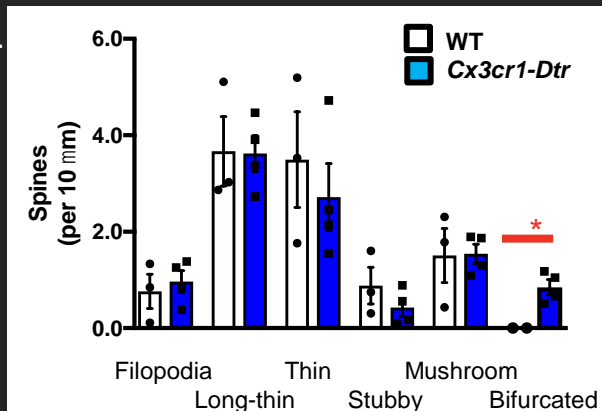 6.0
4.0
2.0
0.0
Spines
(per 10 mm)
WT
Cx3cr1-Dtr
*
Filopodia
Thin
Mushroom
Long-thin
Stubby
Bifurcated